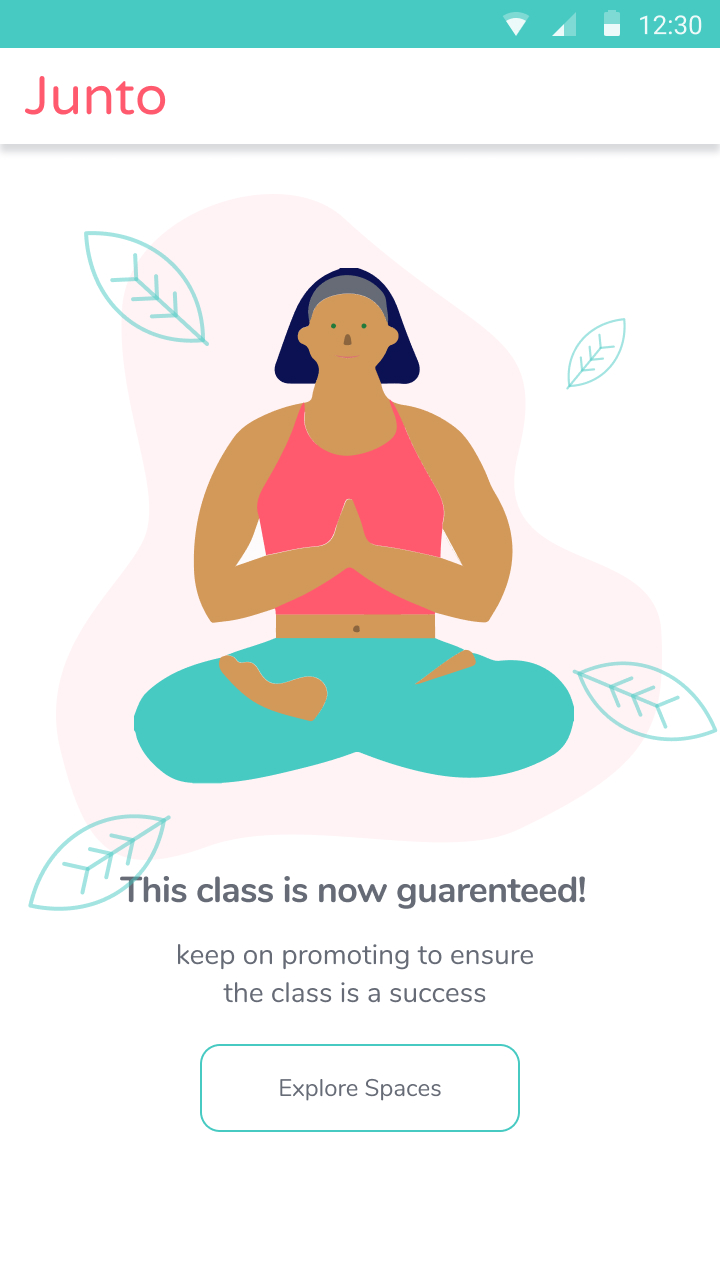 12:30
Junto
This class is now guarenteed!
keep on promoting to ensure
the class is a success
Explore Spaces